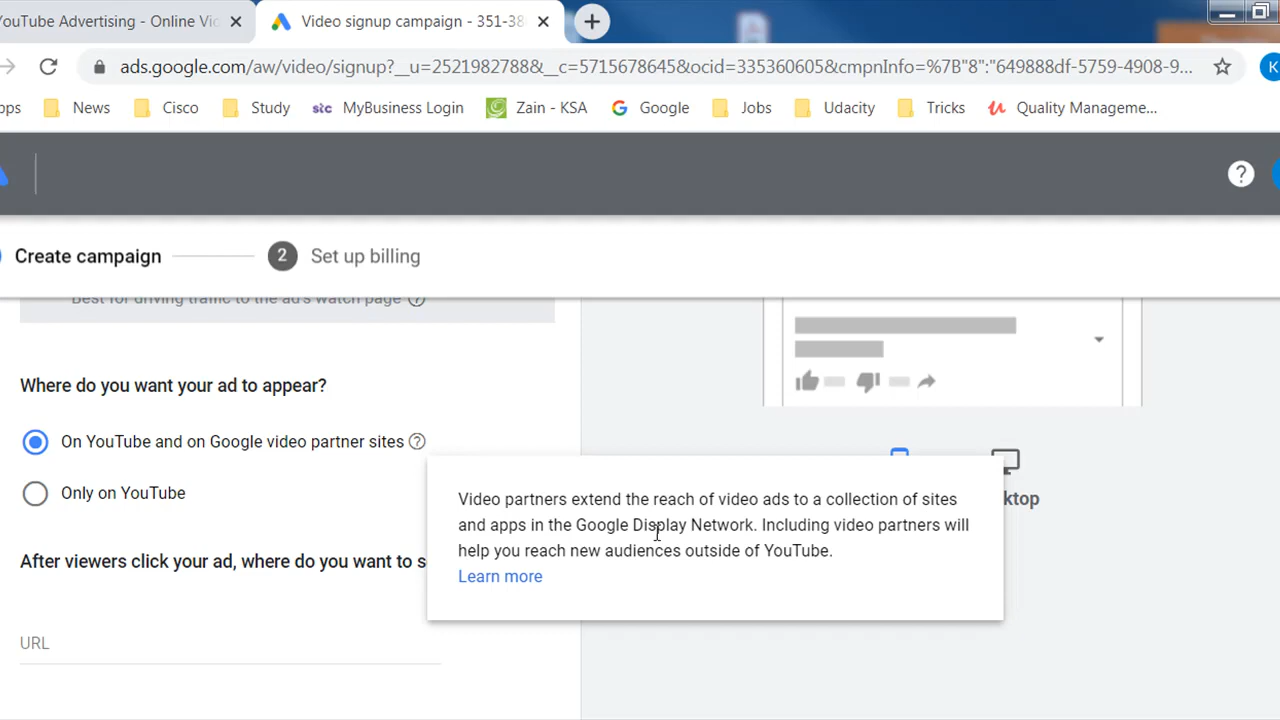 YouTube Advertising - Online Vid
Video signup campaign - 351-38
ads.google.com/aw/video/signup?__u=2521982788&__c=5715678645&ocid=335360605&cmpnInfo=%7B"8":"649888df-5759-4908-9...
K
pps News Cisco Study stc MyBusiness Login Zain - KSA Google Jobs Udacity Tricks Quality Manageme...
Create campaign 2 Set up billing
Best for driving traffic to the ad's watch page
Where do you want your ad to appear?
On YouTube and on Google video partner sites
Only on YouTube
ktop
Video partners extend the reach of video ads to a collection of sites
and apps in the Google Display Network. Including video partners will
help you reach new audiences outside of YouTube.
Learn more
After viewers click your ad, where do you want to s
URL